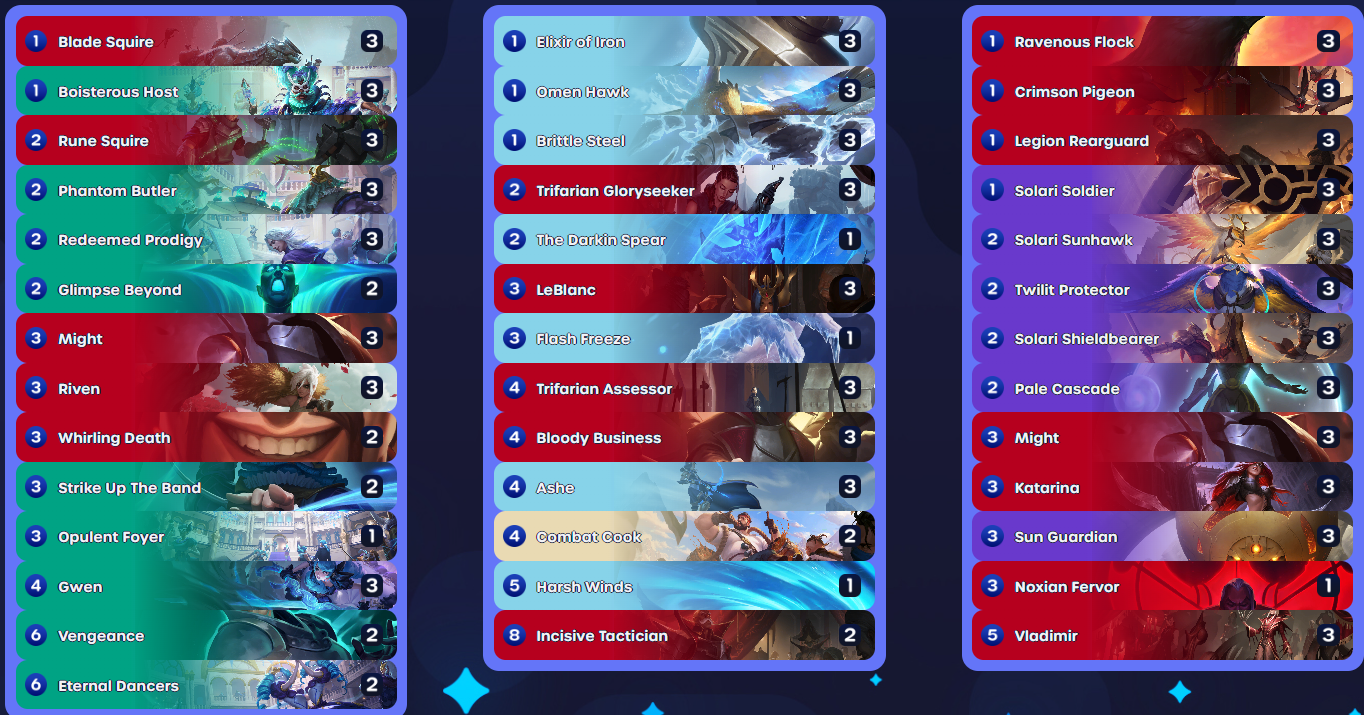 1 Blade Squire 3
1 Boisterous Host 3
2 Rune Squire 3
2 Phantom Butler 3
2 Redeemed Prodigy 3
2 Glimpse Beyond 2
3 Might 3
3 Riven 3
3 Whirling Death 2
3 Strike Up The Band 2
3 Opulent Foyer 1
4 Gwen 3
6 Vengeance 2
6 Eternal Dancers 2
1 Elixir of Iron 3
1 Omen Hawk 3
1 Brittle Steel 3
2 Trifarian Gloryseeker 3
2 The Darkin Spear 1
3 LeBlanc 3
3 Flash Freeze 1
4 Trifarian Assessor 3
4 Bloody Business 3
4 Ashe 3
4 Combat Cook 2
5 Harsh Winds 1
8 Incisive Tactician 2
1 Ravenous Flock 3
1 Crimson Pigeon 3
1 Legion Rearguard 3
1 Solari Soldier 3
2 Solari Sunhawk 3
2 Twilit Protector 3
2 Solari Shieldbearer 3
2 Pale Cascade 3
3 Might 3
3 Katarina 3
3 Sun Guardian 3
3 Noxian Fervor 1
5 Vladimir 3